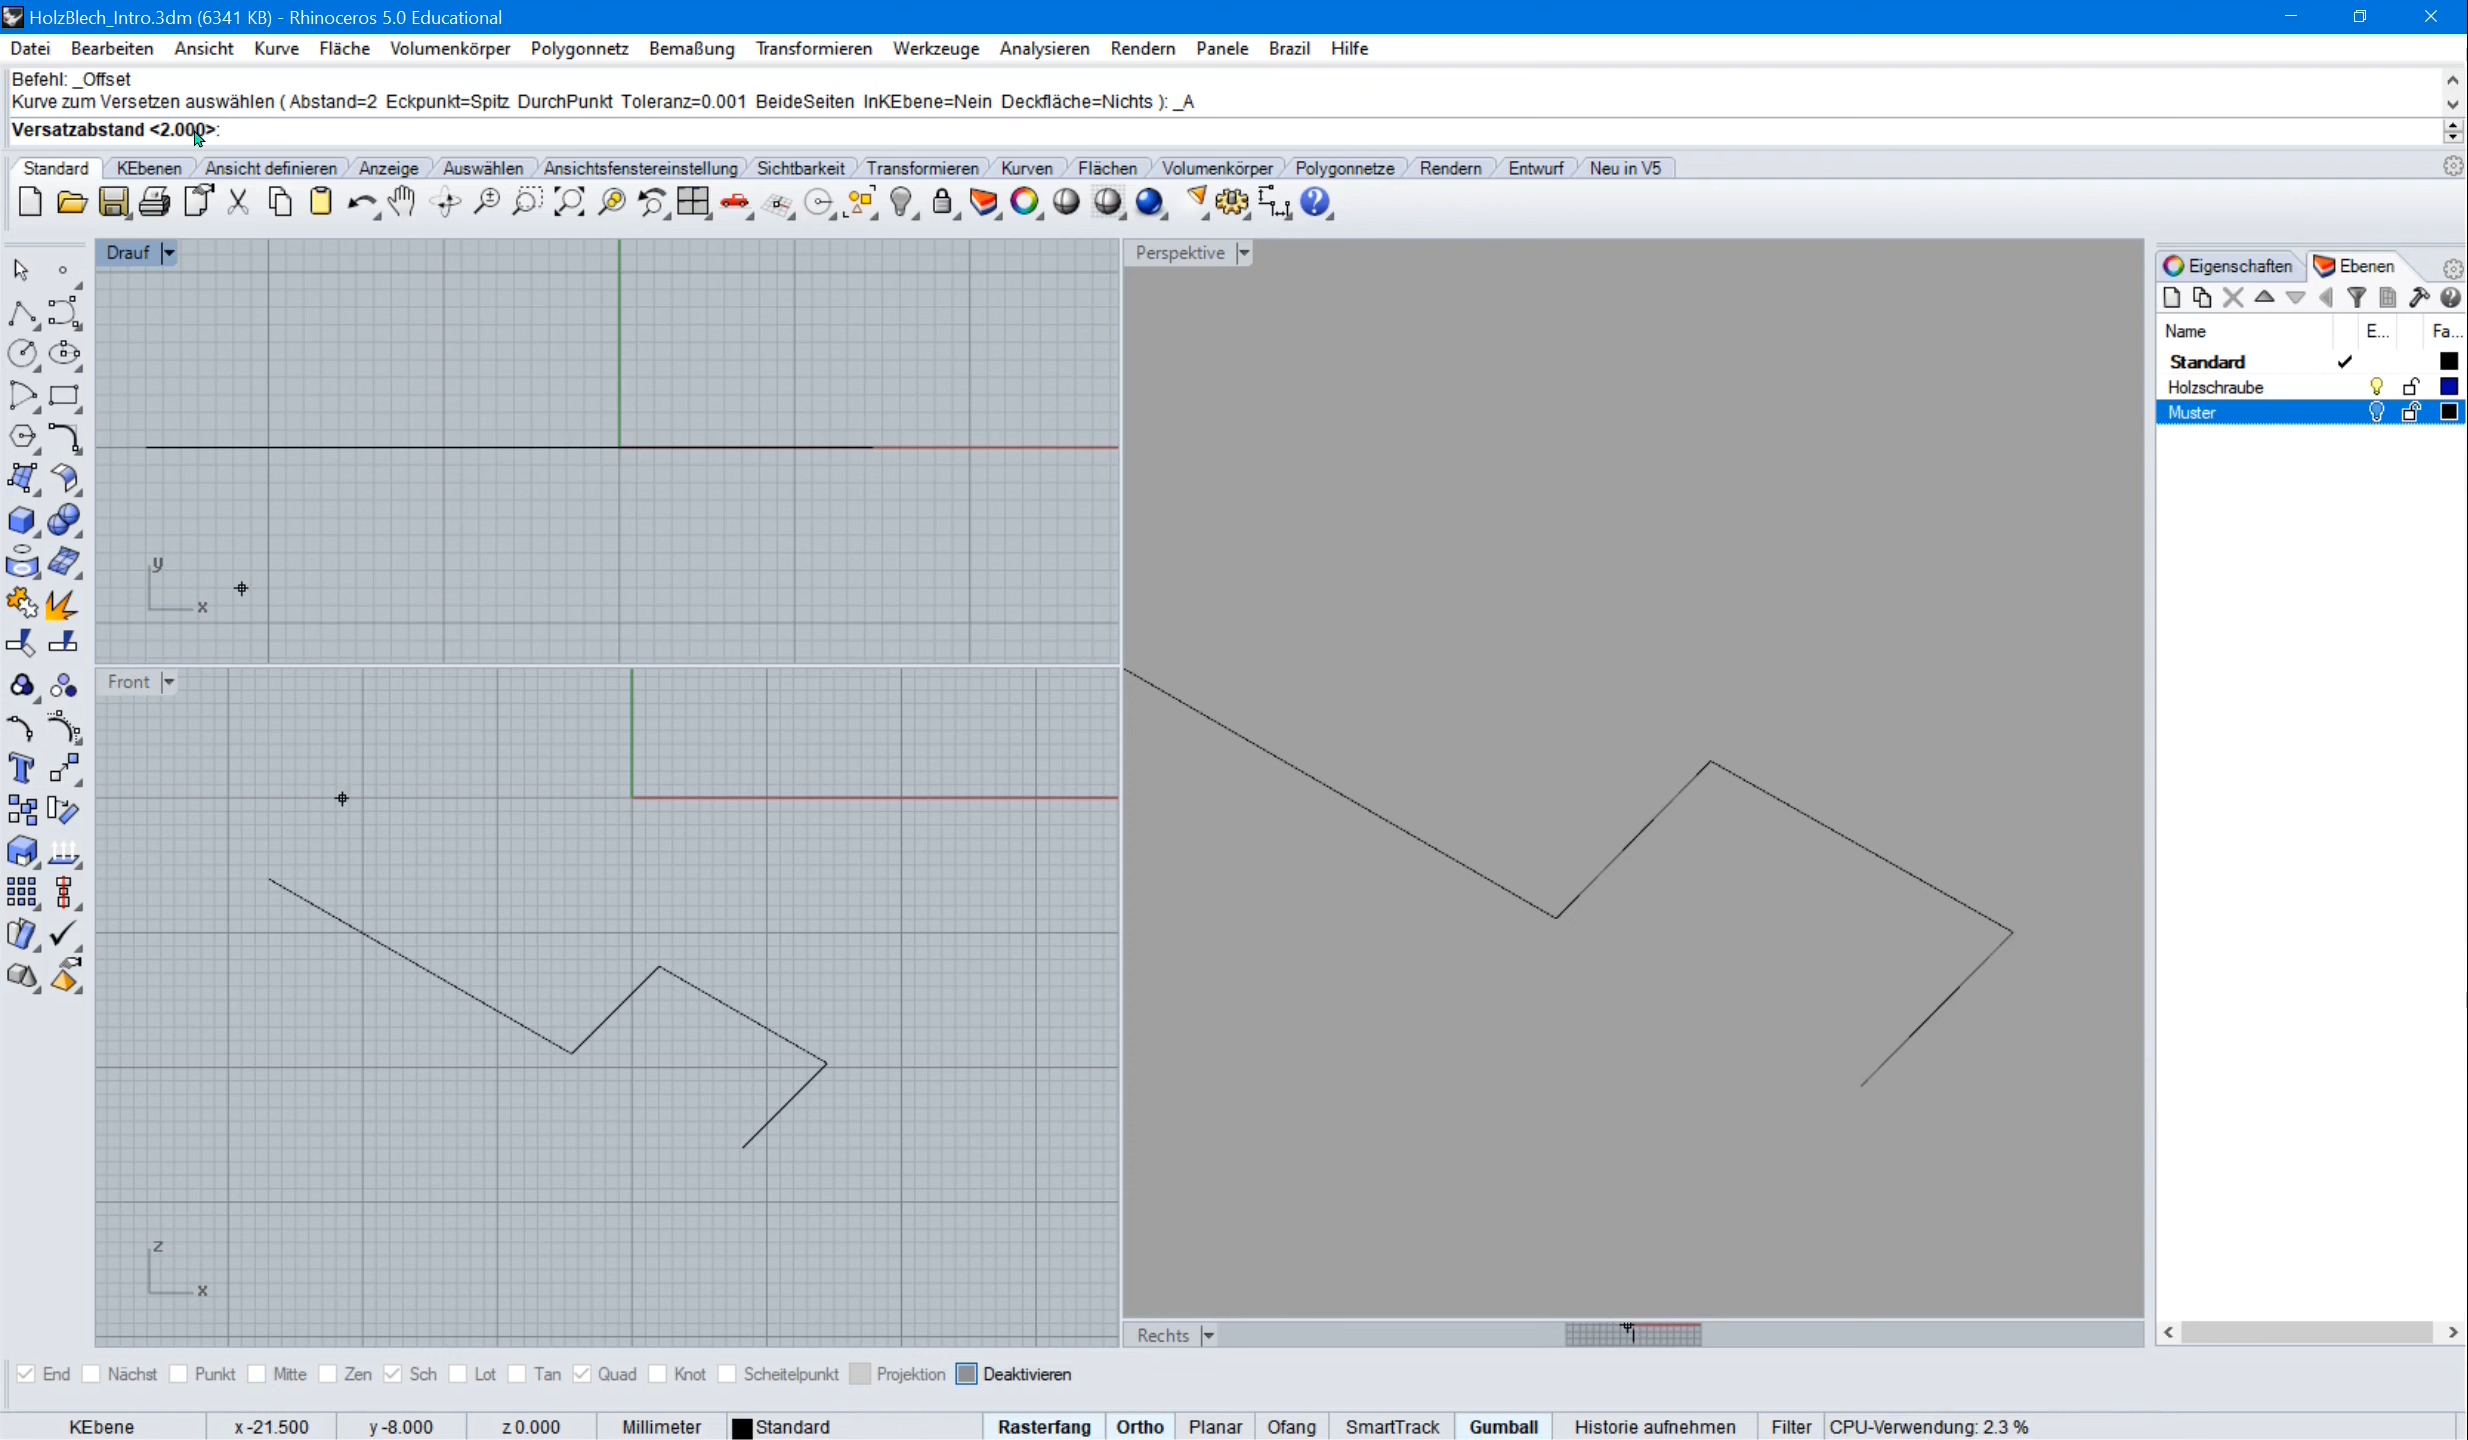 HolzBlech_Intro.3dm (6341 KB) - Rhinoceros 5.0 Educational
Datei Bearbeiten Ansicht Kurve Fläche Volumenkörper Polygonnetz Bemaßung Transformieren Werkzeuge Analysieren Rendern Panele Brazil Hilfe
Befehl: _Offset
Kurve zum Versetzen auswählen ( Abstand=2 Eckpunkt=Spitz DurchPunkt Toleranz=0.001 BeideSeiten InKEbene=Nein Deckfläche=Nichts ): _A
Versatzabstand <2.000>:
Standard KEbenen Ansicht definieren Anzeige Auswählen Ansichtsfenstereinstellung Sichtbarkeit Transformieren Kurven Flächen Volumenkörper Polygonnetze Rendern Entwurf Neu in V5
Drauf
Perspektive
Eigenschaften Ebenen
Name E... Fa...
Standard
Holzschraube
Muster
y
x
Front
z
x
Rechts
End Nächst Punkt Mitte Zen Sch Lot Tan Quad Knot Scheitelpunkt Projektion Deaktivieren
KEbene x -21.500 y -8.000 z 0.000 Millimeter Standard Rasterfang Ortho Planar Ofang SmartTrack Gumball Historie aufnehmen Filter CPU-Verwendung: 2.3 %